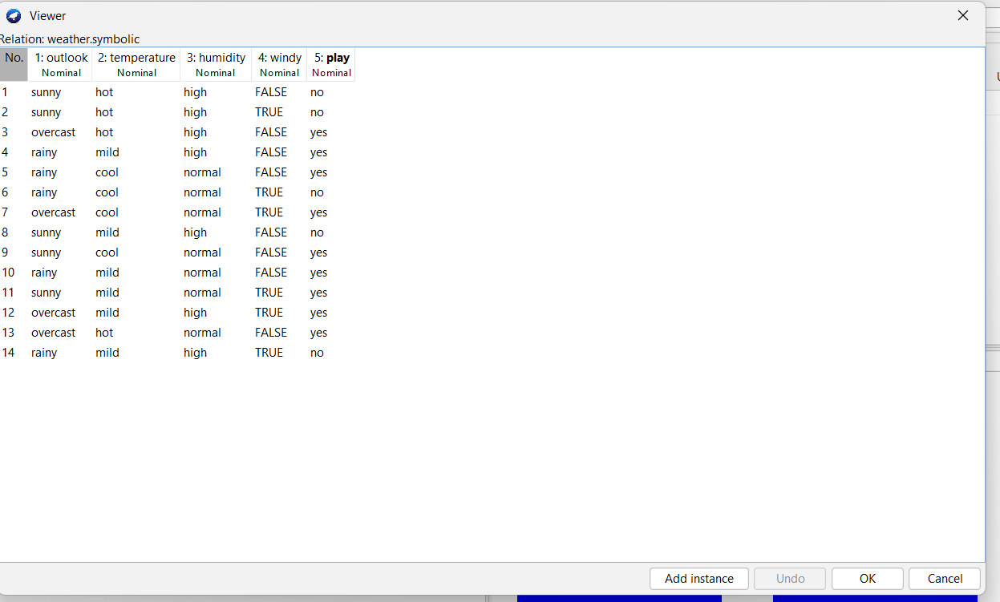 Viewer
Relation: weather.symbolic
No. 1: outlook 2: temperature 3: humidity 4: windy 5: play
Nominal Nominal Nominal Nominal Nominal
1 sunny hot high FALSE no
2 sunny hot high TRUE no
3 overcast hot high FALSE yes
4 rainy mild high FALSE yes
5 rainy cool normal FALSE yes
6 rainy cool normal TRUE no
7 overcast cool normal TRUE yes
8 sunny mild high FALSE no
9 sunny cool normal FALSE yes
10 rainy mild normal FALSE yes
11 sunny mild normal TRUE yes
12 overcast mild high TRUE yes
13 overcast hot normal FALSE yes
14 rainy mild high TRUE no
Add instance Undo OK Cancel